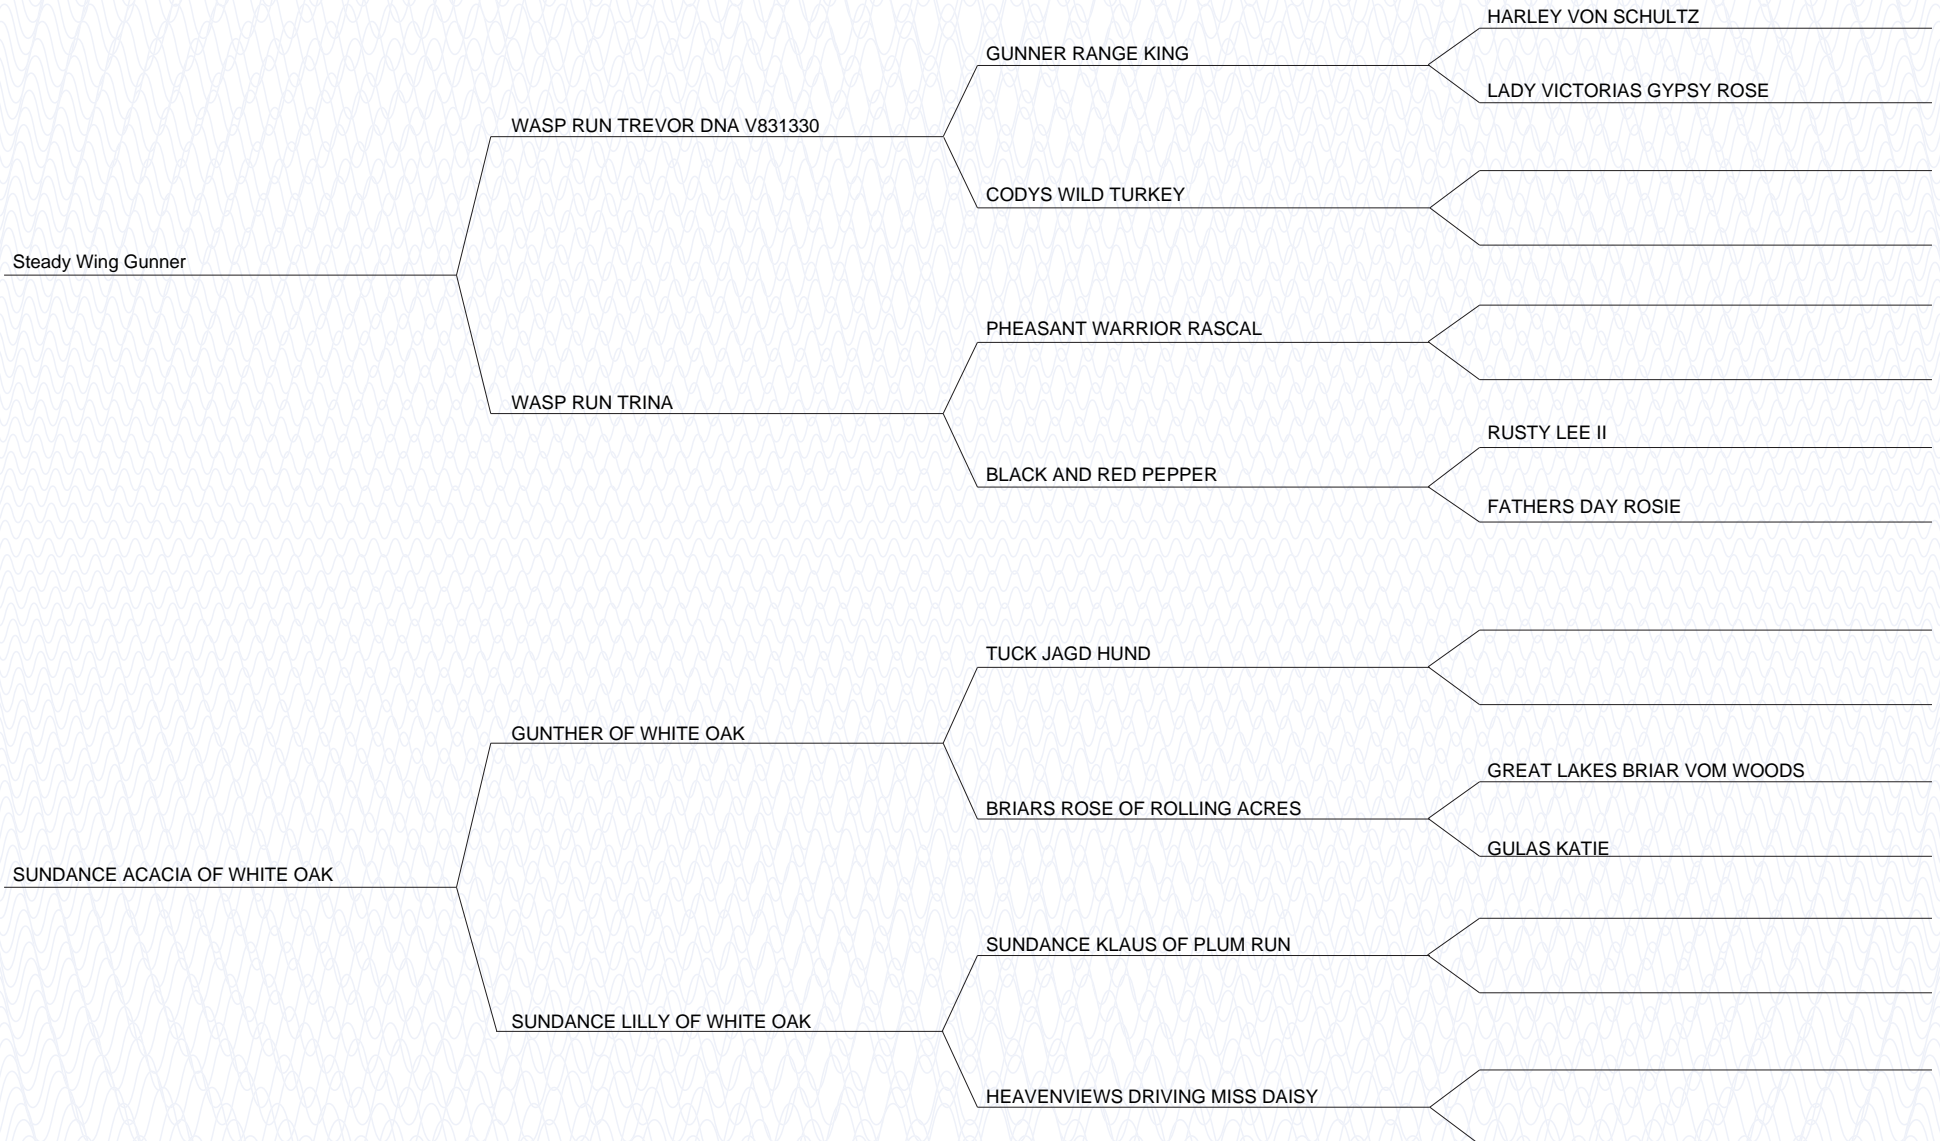 HARLEY VON SCHULTZ
GUNNER RANGE KING
LADY VICTORIAS GYPSY ROSE
WASP RUN TREVOR DNA V831330
CODYS WILD TURKEY
Steady Wing Gunner
PHEASANT WARRIOR RASCAL
WASP RUN TRINA
RUSTY LEE II
BLACK AND RED PEPPER
FATHERS DAY ROSIE
TUCK JAGD HUND
GUNTHER OF WHITE OAK
GREAT LAKES BRIAR VOM WOODS
BRIARS ROSE OF ROLLING ACRES
GULAS KATIE
SUNDANCE ACACIA OF WHITE OAK
SUNDANCE KLAUS OF PLUM RUN
SUNDANCE LILLY OF WHITE OAK
HEAVENVIEWS DRIVING MISS DAISY